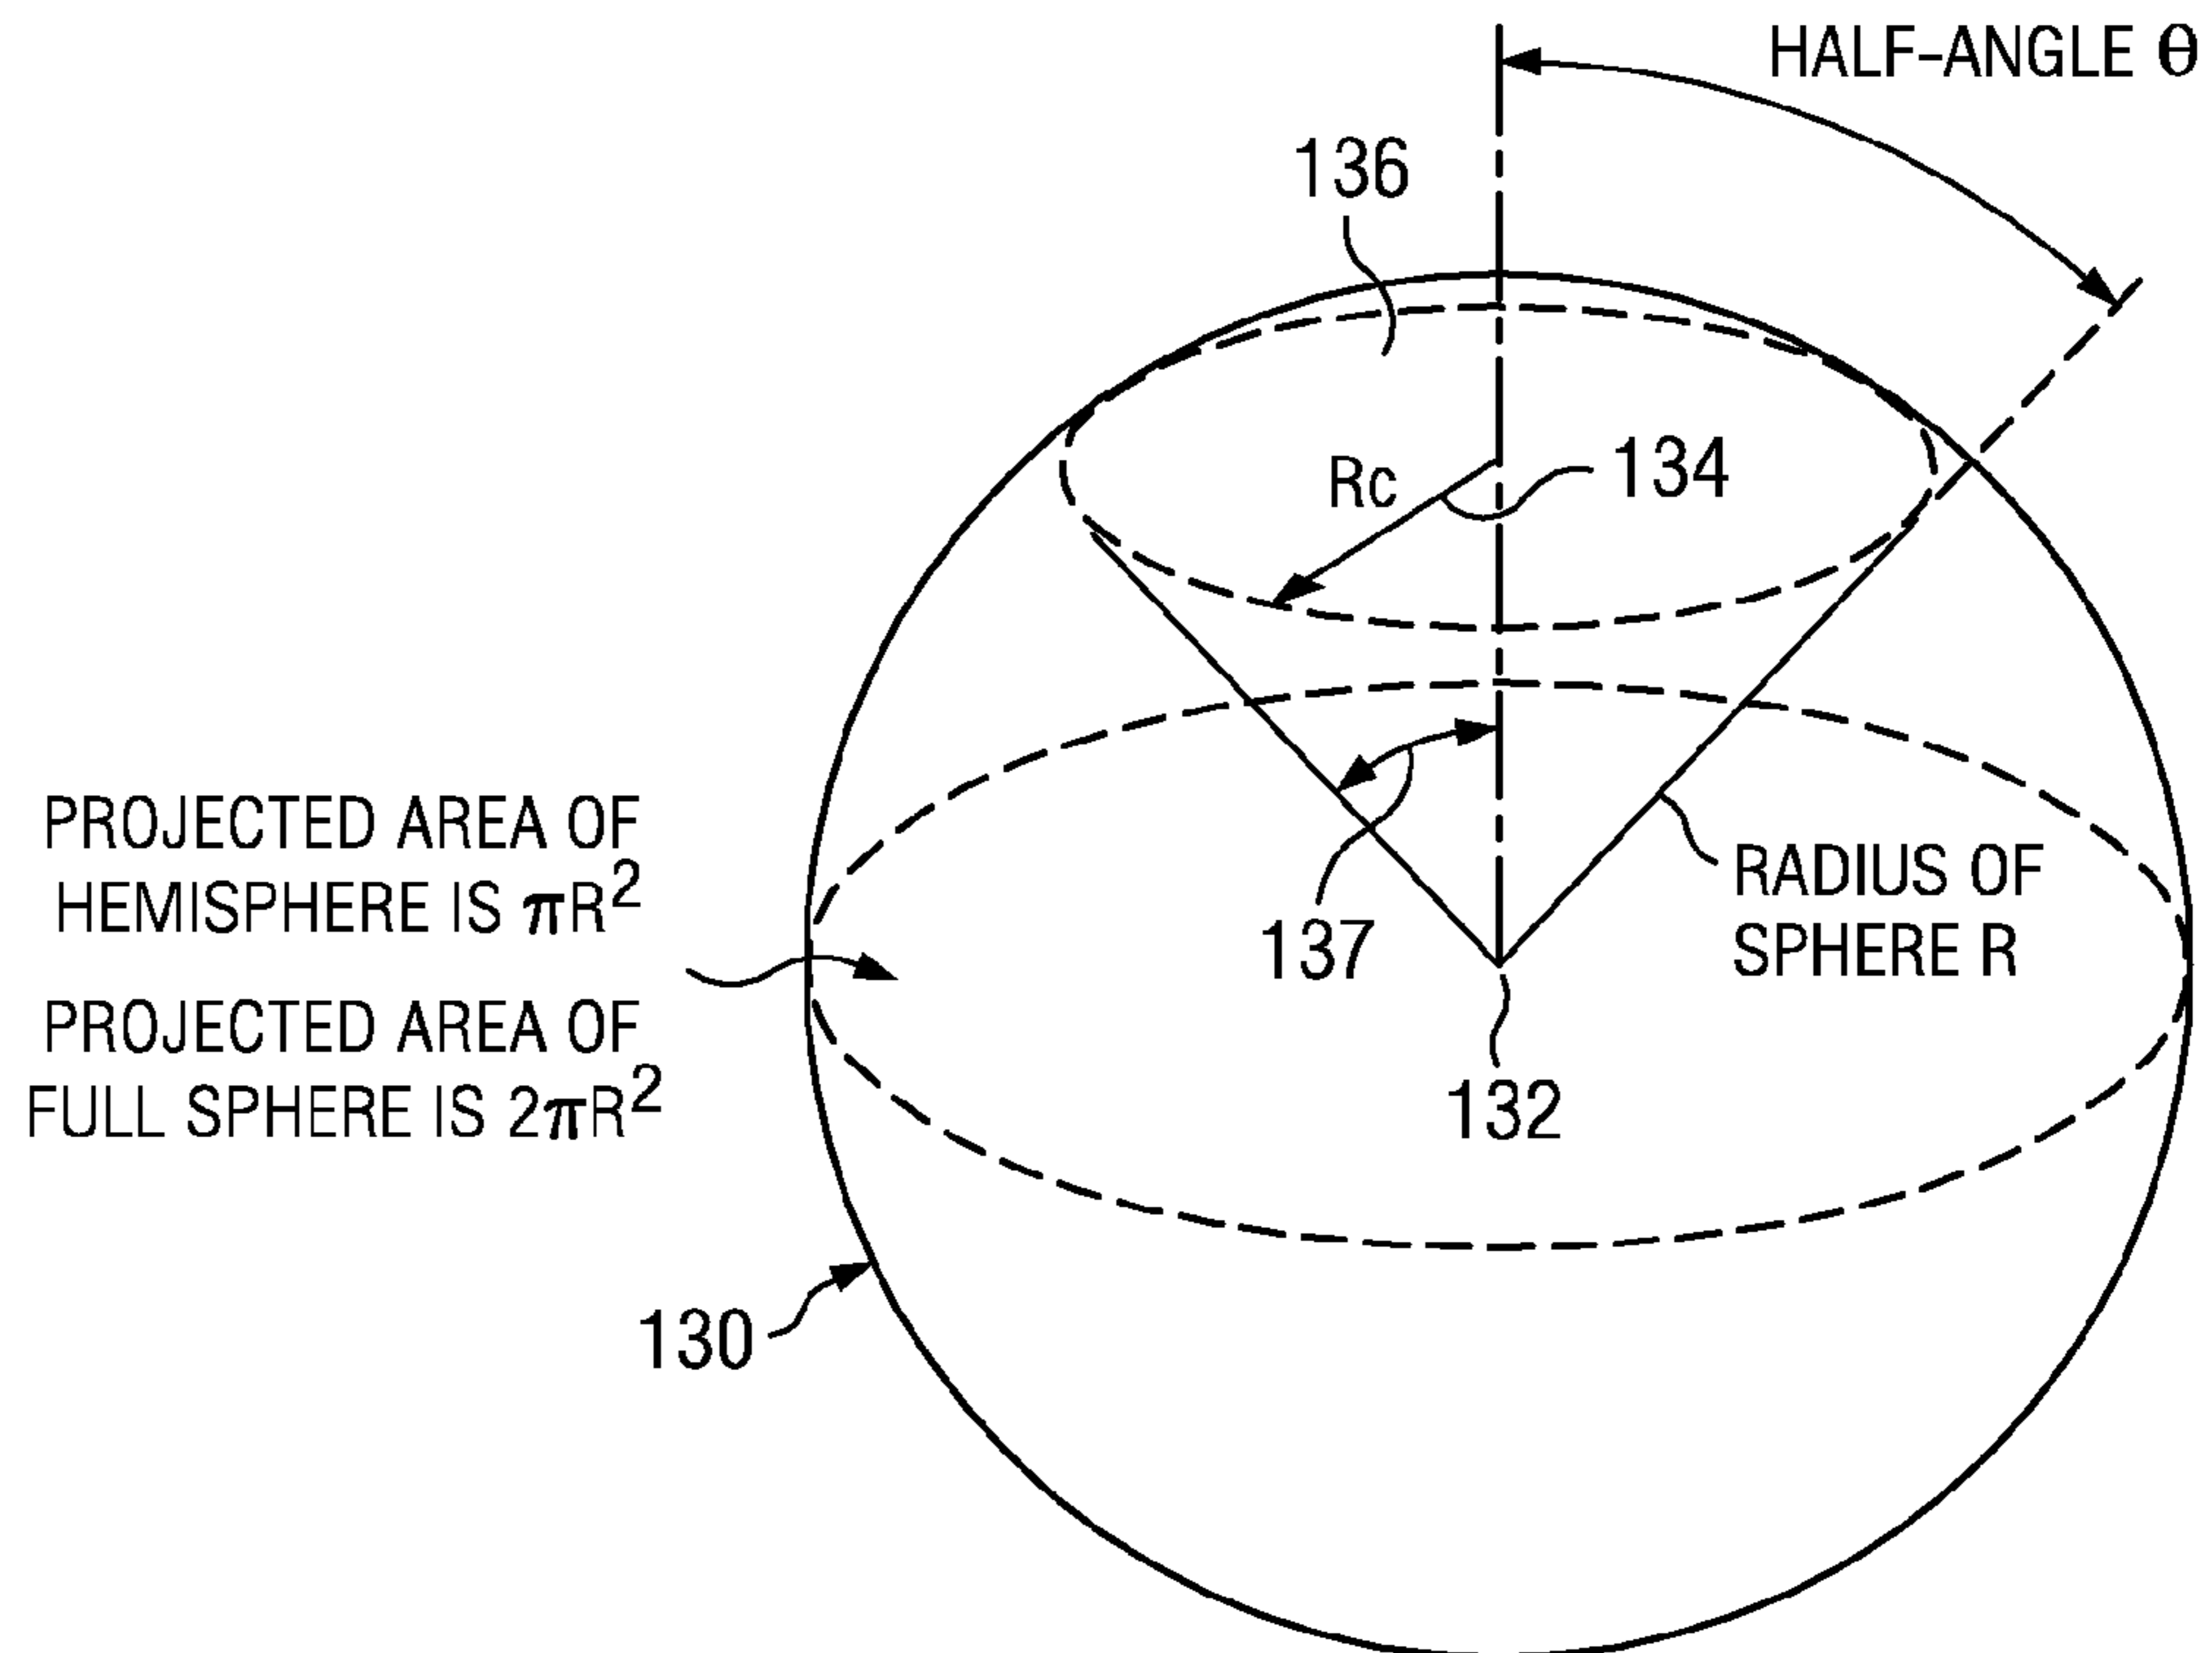 HALF-ANGLE θ
136
Rc
134
PROJECTED AREA OF
HEMISPHERE IS πR²
PROJECTED AREA OF
FULL SPHERE IS 2πR²
137
RADIUS OF
SPHERE R
132
130